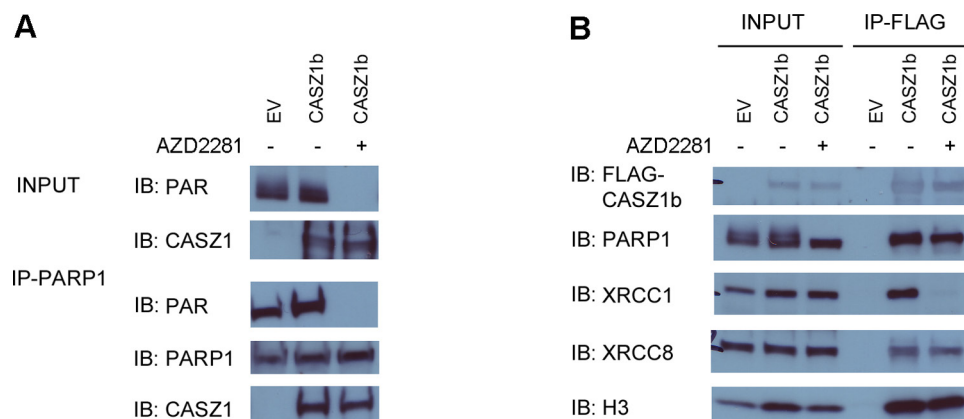 A
EV
CASZ1b
CASZ1b
AZD2281 - - +
INPUT
IB: PAR
IB: CASZ1
IP-PARP1
IB: PAR
IB: PARP1
IB: CASZ1
B
INPUT IP-FLAG
EV
CASZ1b
CASZ1b
EV
CASZ1b
CASZ1b
AZD2281 - - + - - +
IB: FLAG-
CASZ1b
IB: PARP1
IB: XRCC1
IB: XRCC8
IB: H3